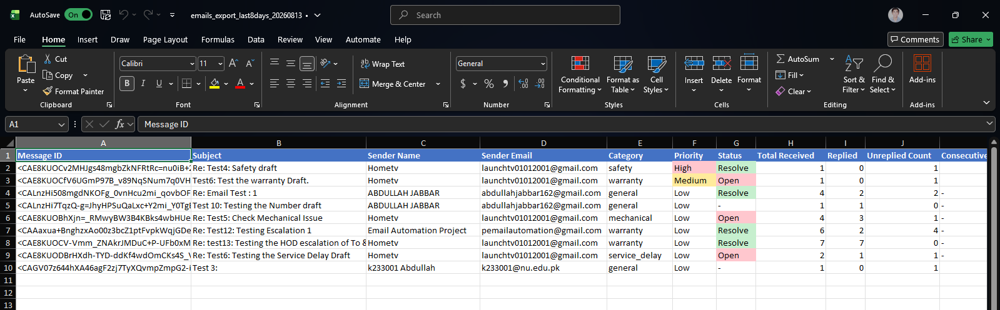 AutoSave On emails_export_last8days_20260813 • Search
File Home Insert Draw Page Layout Formulas Data Review View Automate Help Comments Share
Paste Cut Copy Format Painter Clipboard
Calibri 11 A A B I U A Font
ab Wrap Text Merge & Center Alignment
General $ % 9 .00 Number
Conditional Formatting Format as Table Cell Styles Styles
Insert Delete Format Cells
AutoSum Fill Clear Sort & Filter Find & Select Editing
Add-ins Add-ins
A1 fx Message ID
A B C D E F G H I J
1 Message ID Subject Sender Name Sender Email Category Priority Status Total Received Replied Unreplied Count Consecutive
2 <CAE8KUOCv2MHJgs48mgbZkNFRtRc=nu0iB+2 Re: Test4: Safety draft Hometv launchtv01012001@gmail.com safety High Resolve 1 0 1
3 <CAE8KUOCfV6UGmP97B_v89NqSNum7q0VH Test6: Test the warranty Draft. Hometv launchtv01012001@gmail.com warranty Medium Open 1 0 1
4 <CALnzHi508mgdNKOFg_0vnHcu2mi_qovbOF Re: Email Test : 1 ABDULLAH JABBAR abdullahjabbar162@gmail.com general Low Resolve 4 2 2 -
5 <CALnzHi7TqzQ-g=JhyHPSuQaLxc+Y2mi_Y0TgE Test 10: Testing the Number draft ABDULLAH JABBAR abdullahjabbar162@gmail.com general Low - 1 1 0 -
6 <CAE8KUOBhXjn=_RMwyBW3B4KBks4wbHUe Re: Test5: Check Mechanical Issue Hometv launchtv01012001@gmail.com mechanical Low Open 4 3 1 -
7 <CAAaxua+BnghzxAo00z3bcZ1ptFvpkWqjGDe Re: Test12: Testing Escalation 1 Email Automation Project pemailautomation@gmail.com warranty Low Resolve 6 2 4 -
8 <CAE8KUOCV-Vmm_ZNAkrJMDuC+P-UFb0xM Re: test13: Testing the HOD escalation of To & Hometv launchtv01012001@gmail.com warranty Low Resolve 7 7 0 -
9 <CAE8KUODBrHXdh-TYD-ddKf4wdOmCKs4S_V Re: Test6: Testing the Service Delay Draft Hometv launchtv01012001@gmail.com service_delay Low Open 2 1 1 -
10 <CAGV07z644hXA46agF2zj7TyXQvmpZmpG2-i Test 3: k233001 Abdullah k233001@nu.edu.pk general Low - 1 0 1
11
12
13